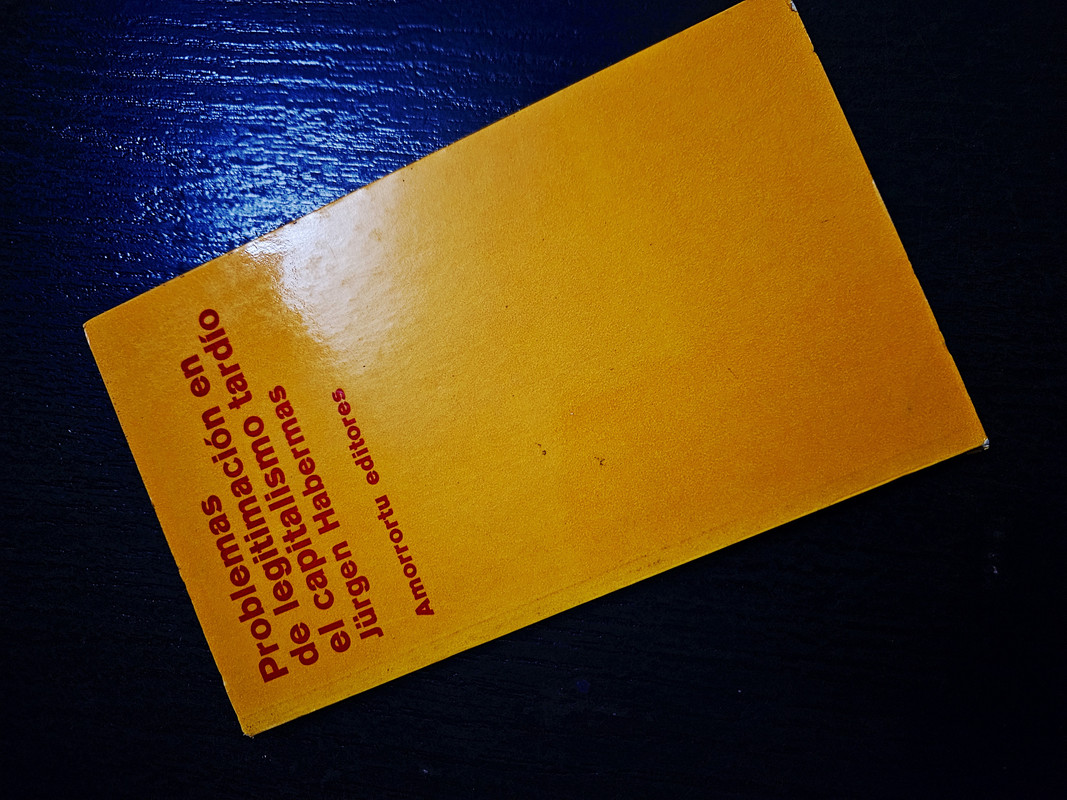 Problemas
de legitimación en
el capitalismo tardío
Jürgen Habermas
Amorrortu editores